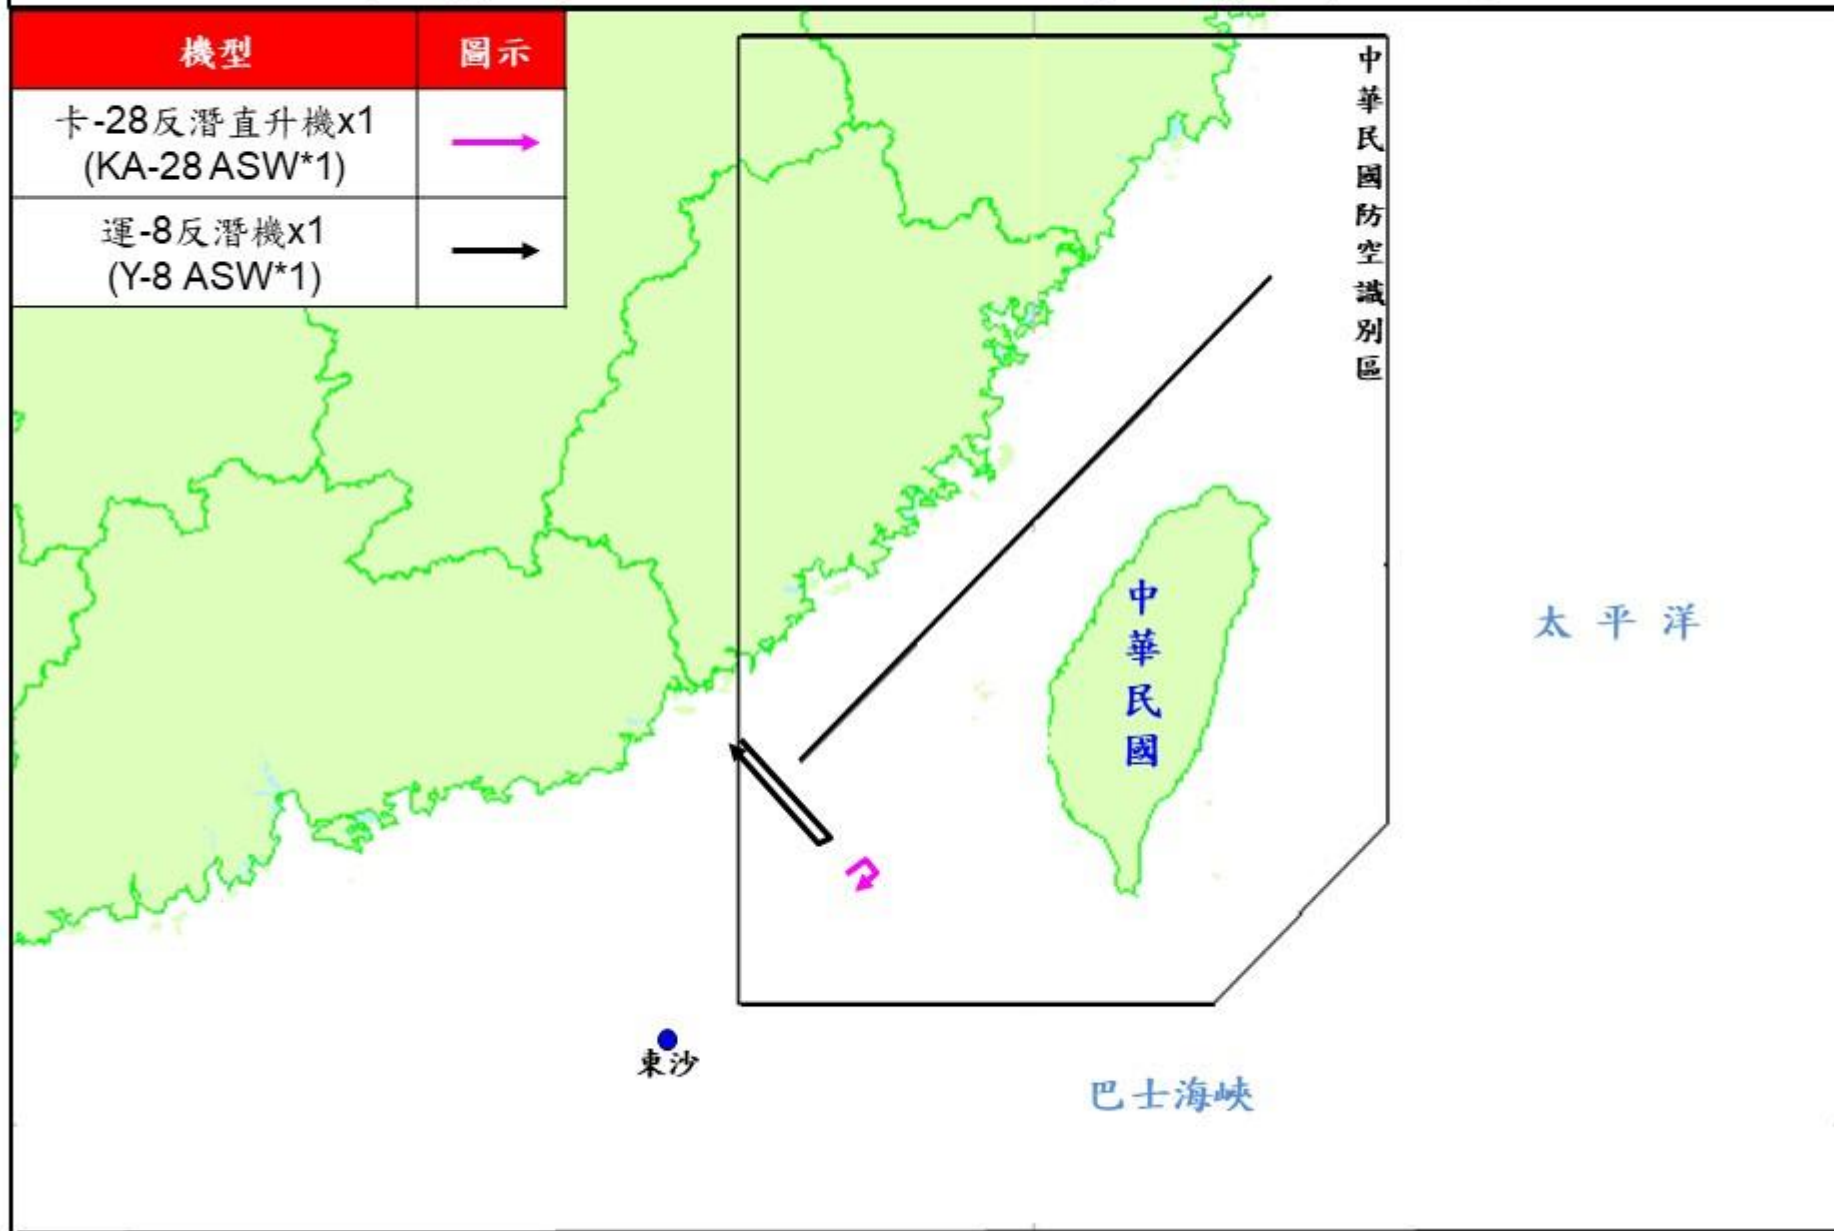 機型
圖示
卡-28反潛直升機x1
(KA-28 ASW*1)
運-8反潛機x1
(Y-8 ASW*1)
中華民國防空識別區
中華民國
太平洋
東沙
巴士海峽